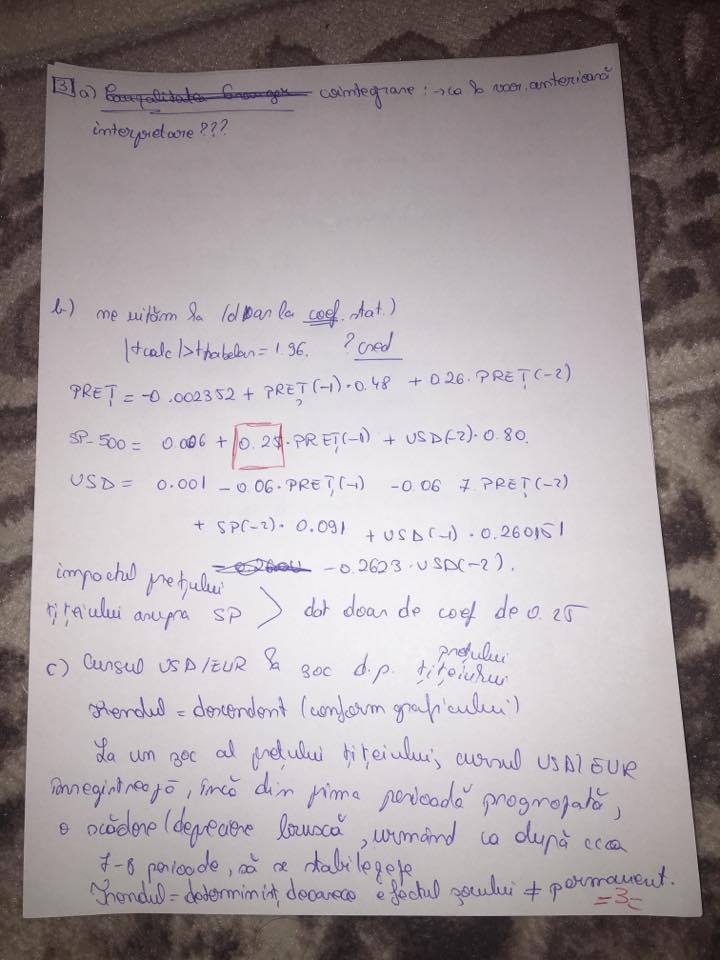 3 a) Cauzalitatea Granger cointegrare : → ca la var. anterioară
interpretare ???
b.) ne uităm la (doar la coef. stat.)
|tcalc|>t tabelar = 1.96. ? cred
PREȚ = -0.002352 + PREȚ(-1)·0.48 + 0.26·PREȚ(-2)
SP-500 = 0.006 + 0.25·PREȚ(-1) + USD(-2)·0.80.
USD = 0.001 - 0.06·PREȚ(-1) -0.06 7.PREȚ(-2)
+ SP(-2)·0.091 + USD(-1)·0.260151
-0.2623·USD(-2).
impactul prețului
țițeiului asupra SP > dat doar de coef de 0.25
c) Cursul USD/EUR la șoc d.p. prețului
țițeiului
Trendul = descendent (conform graficului)
La un șoc al prețului țițeiului, cursul USD/EUR
înregistrează, încă din prima perioadă prognozată,
o scădere (depreciere bruscă, urmând ca după cca
7-8 perioade, să se stabilizeze
Trendul = determinist, deoarece efectul șocului ≠ permanent.
=3=